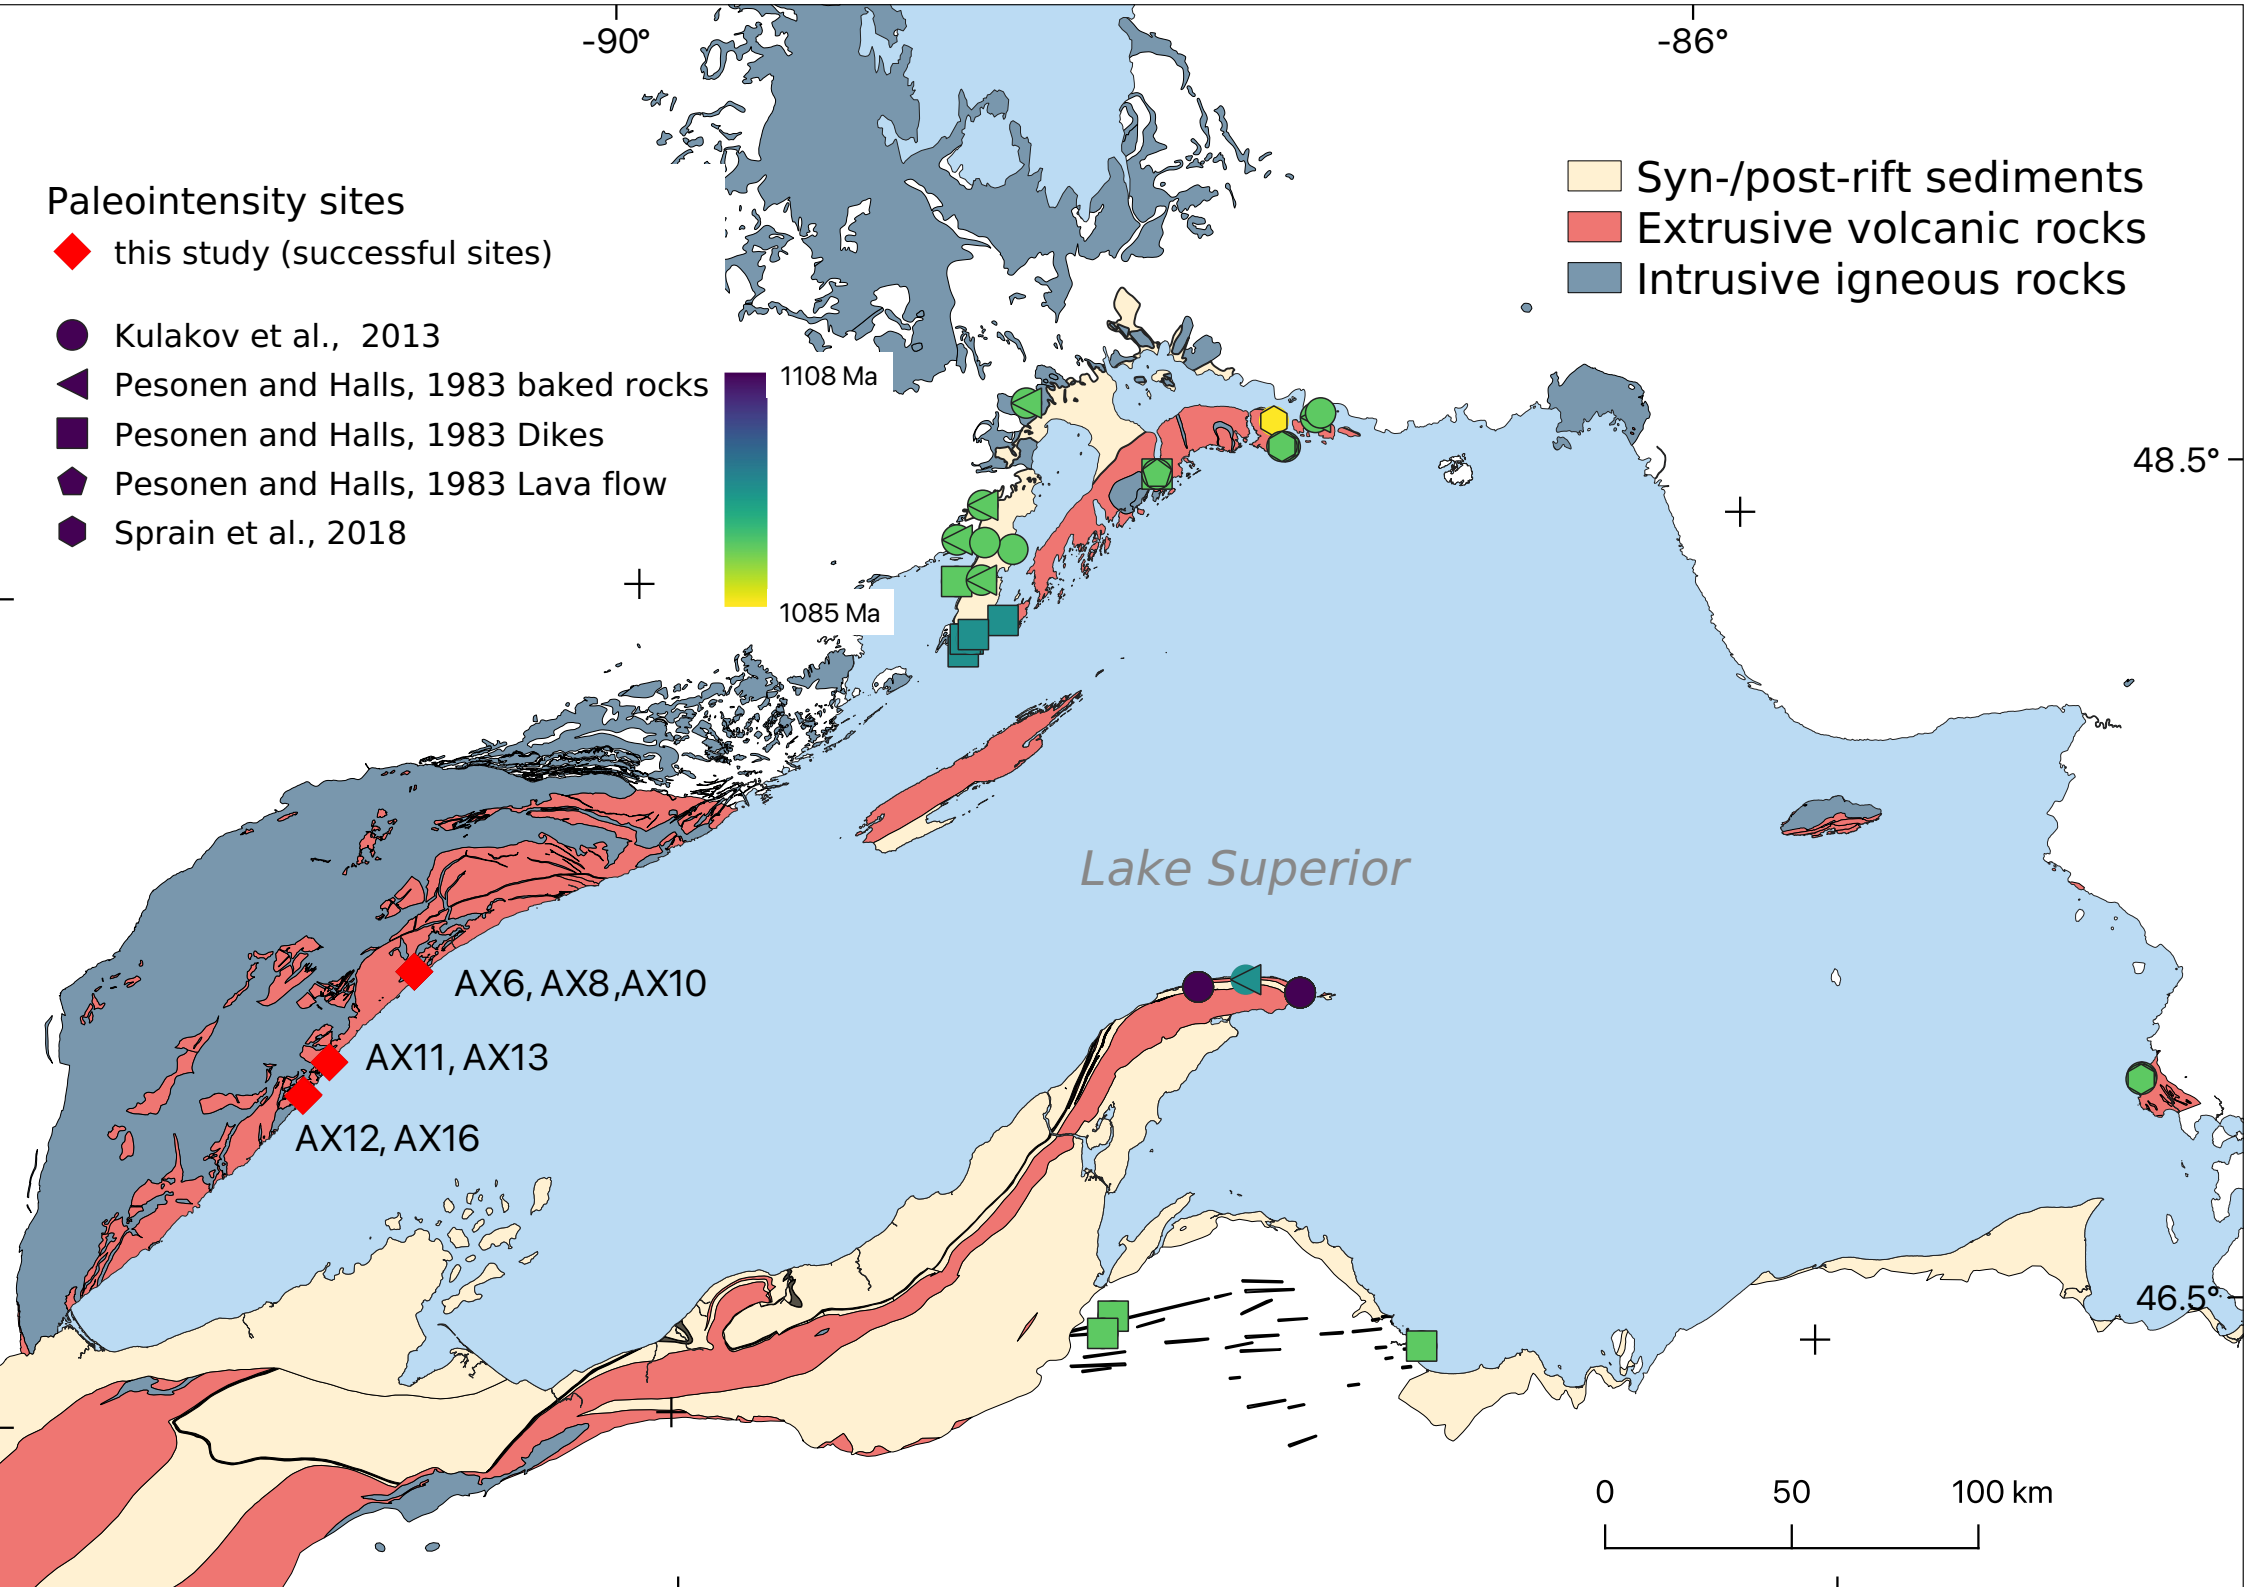 -90°
-86°
Paleointensity sites
this study (successful sites)
Kulakov et al., 2013
Pesonen and Halls, 1983 baked rocks
Pesonen and Halls, 1983 Dikes
Pesonen and Halls, 1983 Lava flow
Sprain et al., 2018
1108 Ma
1085 Ma
Syn-/post-rift sediments
Extrusive volcanic rocks
Intrusive igneous rocks
48.5°
Lake Superior
AX6, AX8,AX10
AX11, AX13
AX12, AX16
46.5°
0 50 100 km